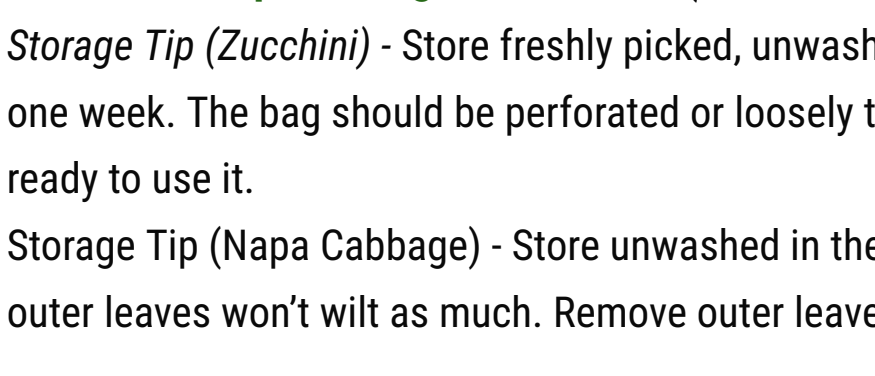 Storage Tip (Zucchini) - Store freshly picked, unwash
one week. The bag should be perforated or loosely t
ready to use it.
Storage Tip (Napa Cabbage) - Store unwashed in the
outer leaves won’t wilt as much. Remove outer leave